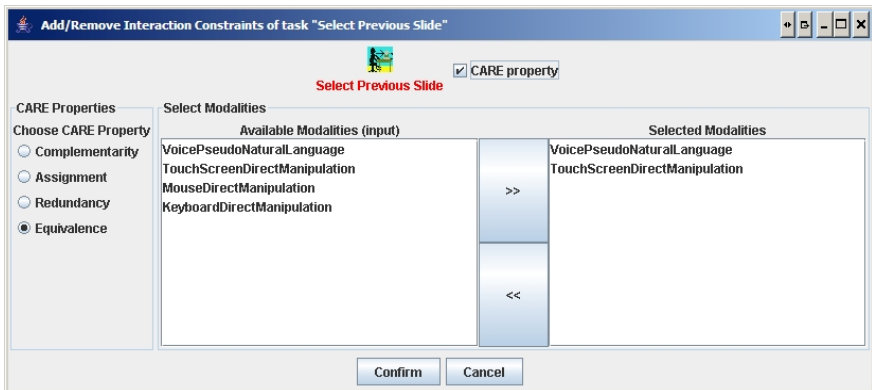 Add/Remove Interaction Constraints of task "Select Previous Slide"
Select Previous Slide
CARE property
CARE Properties
Choose CARE Property
Complementarity
Assignment
Redundancy
Equivalence
Select Modalities
Available Modalities (input)
VoicePseudoNaturalLanguage
TouchScreenDirectManipulation
MouseDirectManipulation
KeyboardDirectManipulation
>>
<<
Selected Modalities
VoicePseudoNaturalLanguage
TouchScreenDirectManipulation
Confirm
Cancel